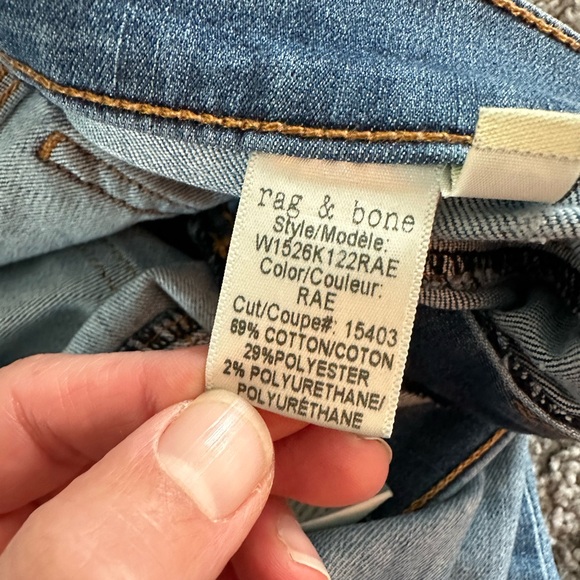 rag & bone
Style/Modèle:
W1526K122RAE
Color/Couleur:
RAE
Cut/Coupe#: 15403
69% COTTON/COTON
29%POLYESTER
2% POLYURETHANE/
POLYURÉTHANE